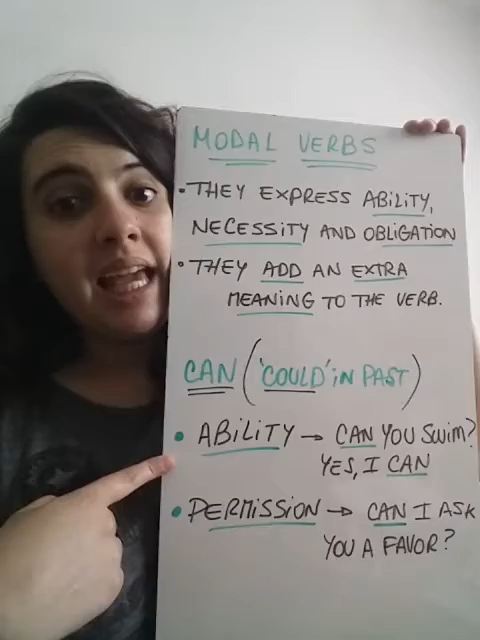 MODAL VERBS
• THEY EXPRESS ABILITY,
NECESSITY AND OBLIGATION
• THEY ADD AN EXTRA
MEANING TO THE VERB.
CAN ('COULD' IN PAST)
• ABILITY → CAN YOU SWIM?
YES, I CAN
• PERMISSION → CAN I ASK
YOU A FAVOR?